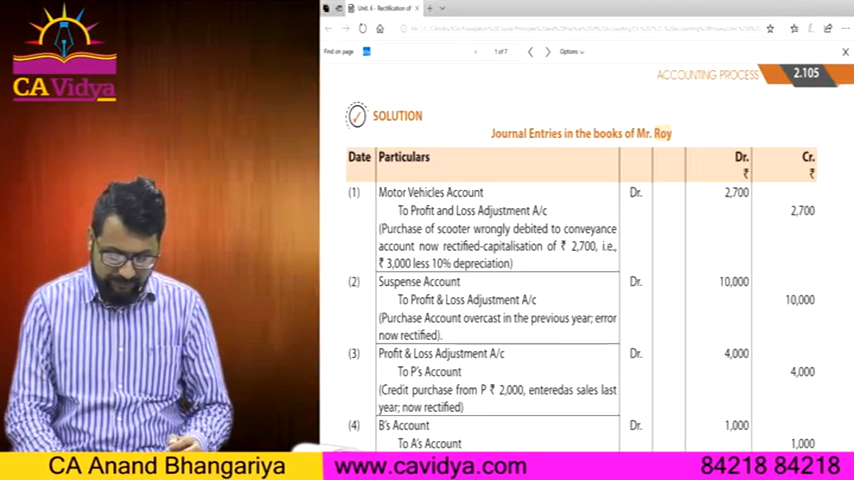 Unit 6 - Rectification of
Find on page
1 of 7
Options
CA Vidya
ACCOUNTING PROCESS
2.105
SOLUTION
Journal Entries in the books of Mr. Roy
Date Particulars Dr. Cr.
₹ ₹
(1) Motor Vehicles Account Dr. 2,700
To Profit and Loss Adjustment A/c 2,700
(Purchase of scooter wrongly debited to conveyance
account now rectified-capitalisation of ₹ 2,700, i.e.,
₹ 3,000 less 10% depreciation)
(2) Suspense Account Dr. 10,000
To Profit & Loss Adjustment A/c 10,000
(Purchase Account overcast in the previous year; error
now rectified).
(3) Profit & Loss Adjustment A/c Dr. 4,000
To P's Account 4,000
(Credit purchase from P ₹ 2,000, enteredas sales last
year; now rectified)
(4) B's Account Dr. 1,000
To A's Account 1,000
CA Anand Bhangariya
www.cavidya.com
84218 84218